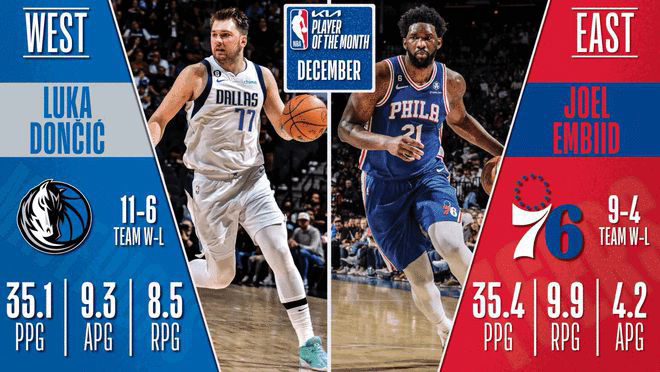 WEST
LUKA
DONČIĆ
11-6
TEAM W-L
35.1
PPG
9.3
APG
8.5
RPG
KIA
NBA
PLAYER
OF THE MONTH
DECEMBER
DALLAS
77
PHILA
21
EAST
JOEL
EMBIID
76
9-4
TEAM W-L
35.4
PPG
9.9
RPG
4.2
APG